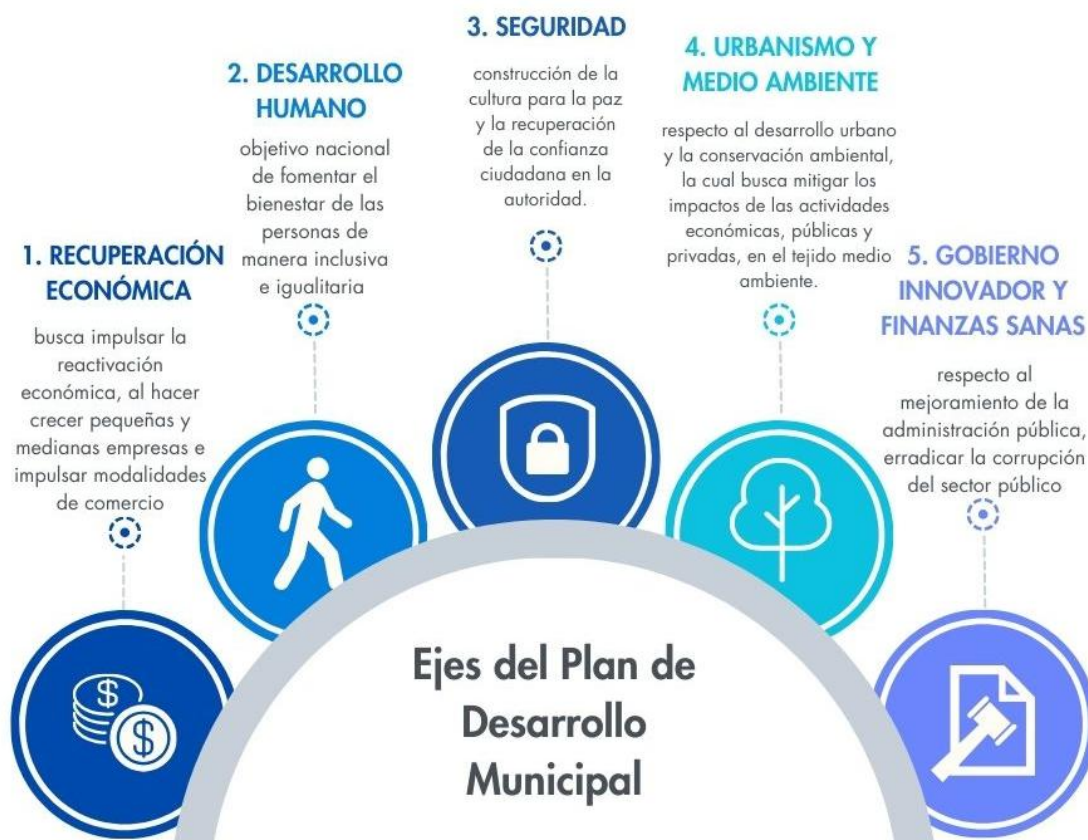 1. RECUPERACIÓN
ECONÓMICA
busca impulsar la
reactivación
económica, al hacer
crecer pequeñas y
medianas empresas e
impulsar modalidades
de comercio
2. DESARROLLO
HUMANO
objetivo nacional
de fomentar el
bienestar de las
personas de
manera inclusiva
e igualitaria
3. SEGURIDAD
construcción de la
cultura para la paz
y la recuperación
de la confianza
ciudadana en la
autoridad.
4. URBANISMO Y
MEDIO AMBIENTE
respecto al desarrollo urbano
y la conservación ambiental,
la cual busca mitigar los
impactos de las actividades
económicas, públicas y
privadas, en el tejido medio
ambiente.
5. GOBIERNO
INNOVADOR Y
FINANZAS SANAS
respecto al
mejoramiento de la
administración pública,
erradicar la corrupción
del sector público
$
$
Ejes del Plan de
Desarrollo
Municipal